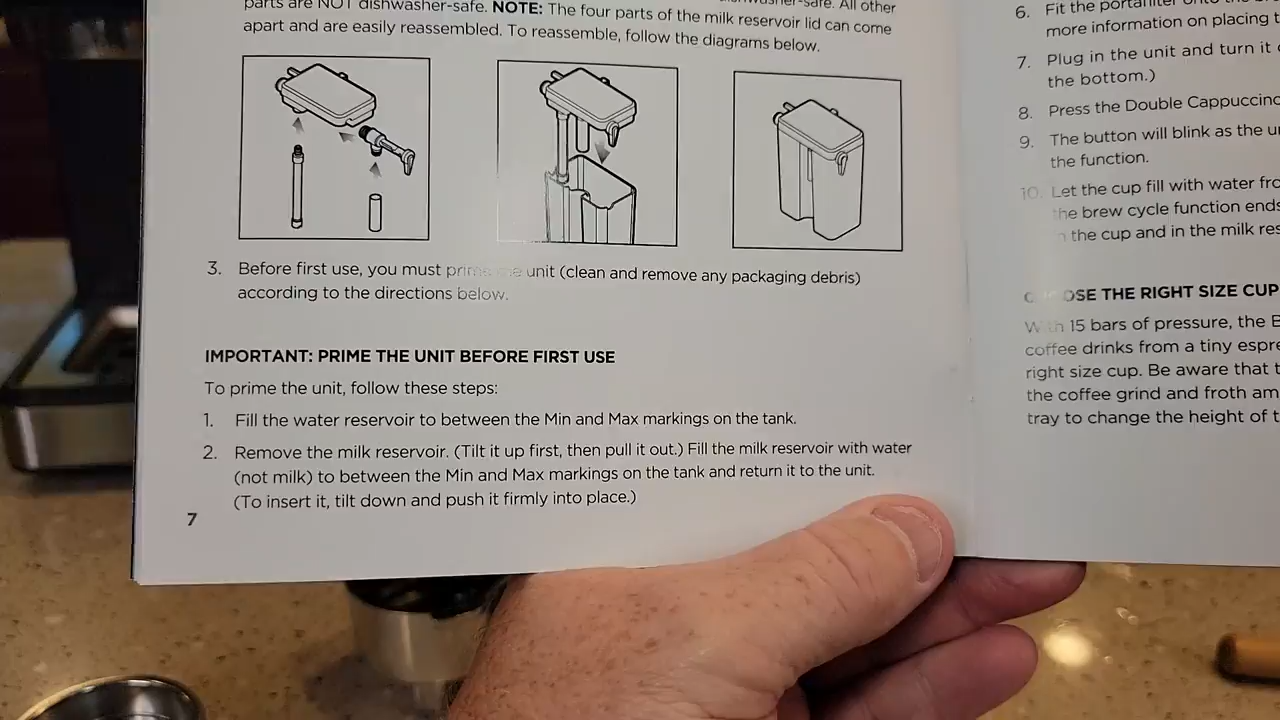 parts are NOT dishwasher-safe. All other
apart and are easily reassembled. To reassemble, follow the diagrams below.
NOTE: The four parts of the milk reservoir lid can come
3. Before first use, you must prime the unit (clean and remove any packaging debris)
according to the directions below.
IMPORTANT: PRIME THE UNIT BEFORE FIRST USE
To prime the unit, follow these steps:
1. Fill the water reservoir to between the Min and Max markings on the tank.
2. Remove the milk reservoir. (Tilt it up first, then pull it out.) Fill the milk reservoir with water
(not milk) to between the Min and Max markings on the tank and return it to the unit.
(To insert it, tilt down and push it firmly into place.)
7
6. Fit the
more information on placing
7. Plug in the unit and turn it
the bottom.)
8. Press the Double
9. The button will blink as the
the function.
10. Let the cup fill with water
the brew cycle function ends
the cup and in the milk
OSE THE RIGHT SIZE CUP
15 bars of pressure, the
coffee drinks from a tiny
right size cup. Be aware that
the coffee grind and froth
tray to change the height of